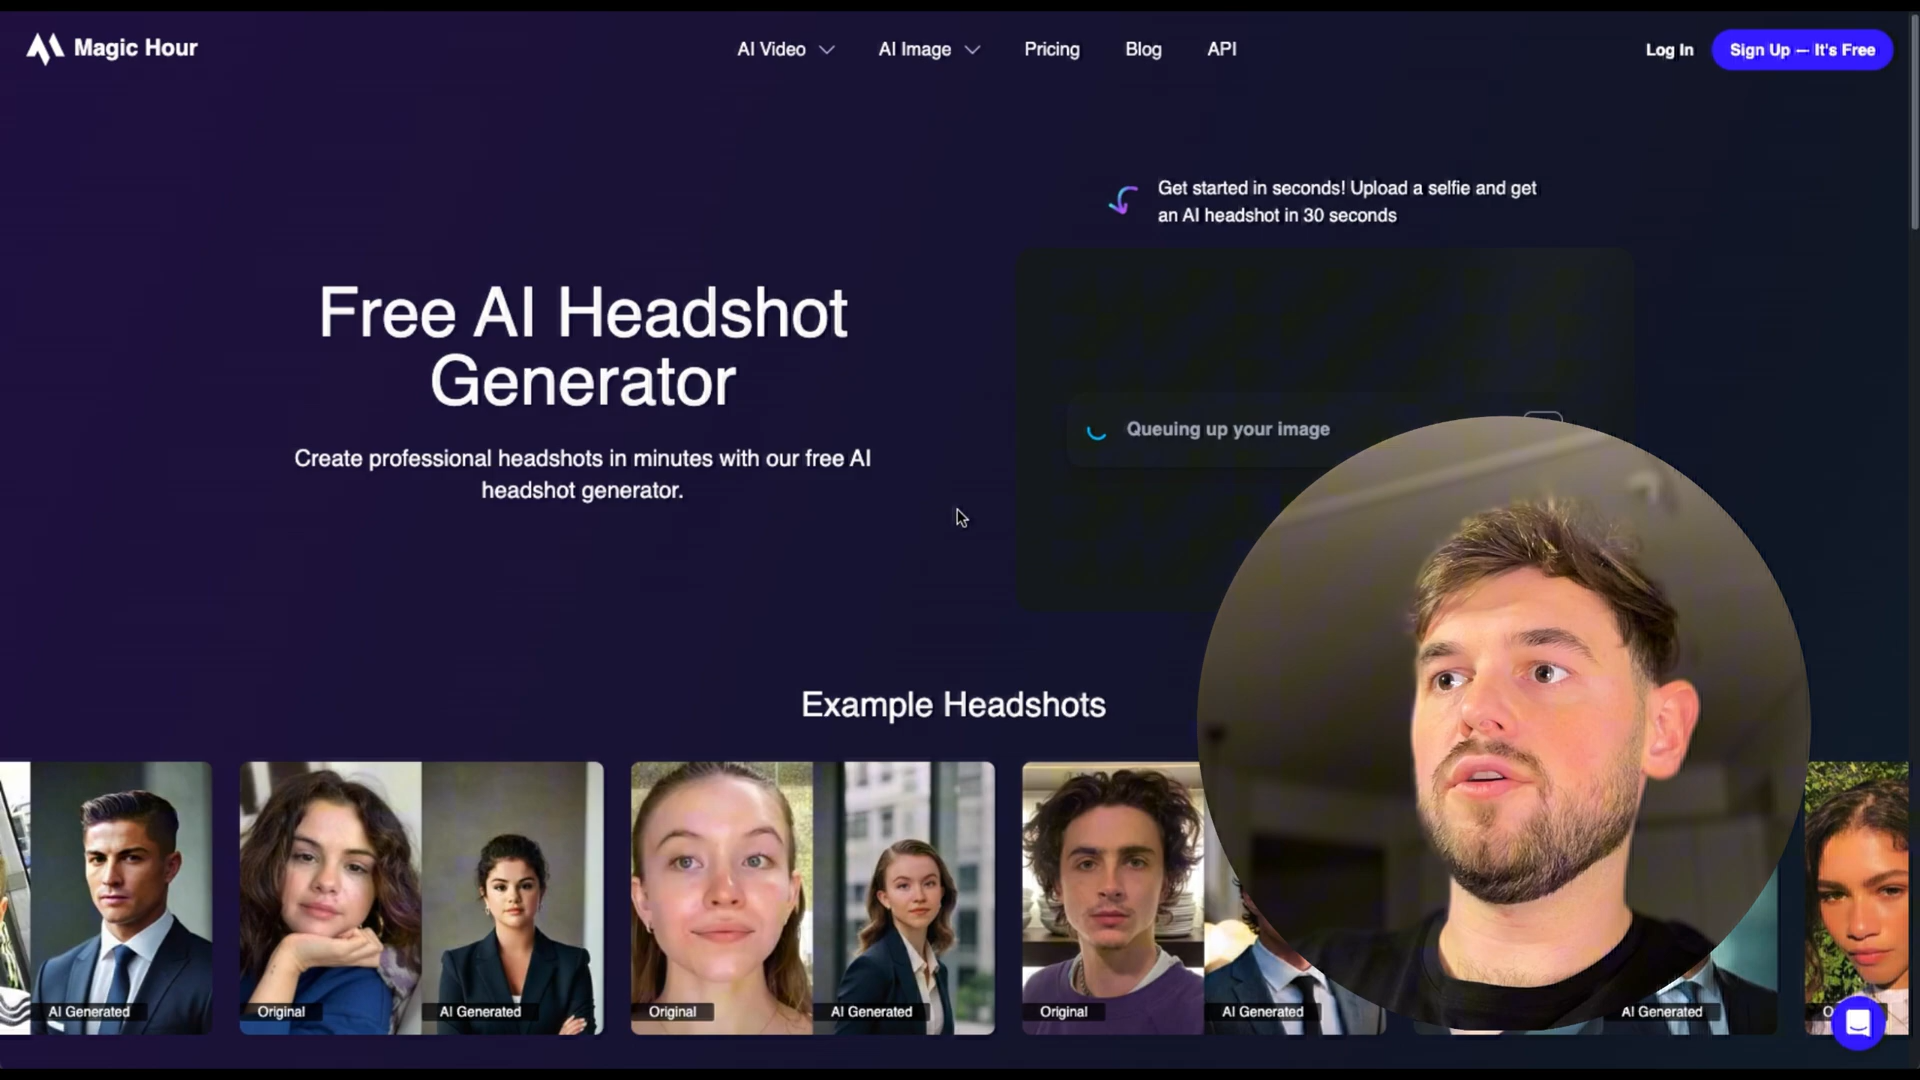 Magic Hour
AI Video
AI Image
Pricing
Blog
API
Log In
Sign Up — It's Free
Get started in seconds! Upload a selfie and get
an AI headshot in 30 seconds
Free AI Headshot
Generator
Create professional headshots in minutes with our free AI
headshot generator.
Queuing up your image
Example Headshots
AI Generated
Original
AI Generated
Original
AI Generated
Original
AI Generated
AI Generated